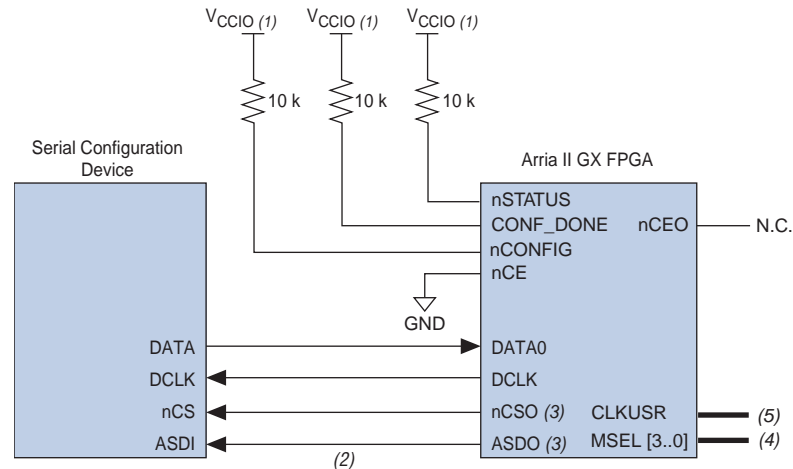 VCCIO (1) VCCIO (1) VCCIO (1)
10 k 10 k 10 k
Serial Configuration
Device
Arria II GX FPGA
nSTATUS
CONF_DONE nCEO N.C.
nCONFIG
nCE
GND
DATA DATA0
DCLK DCLK
nCS nCSO (3) CLKUSR (5)
ASDI (2) ASDO (3) MSEL [3..0] (4)